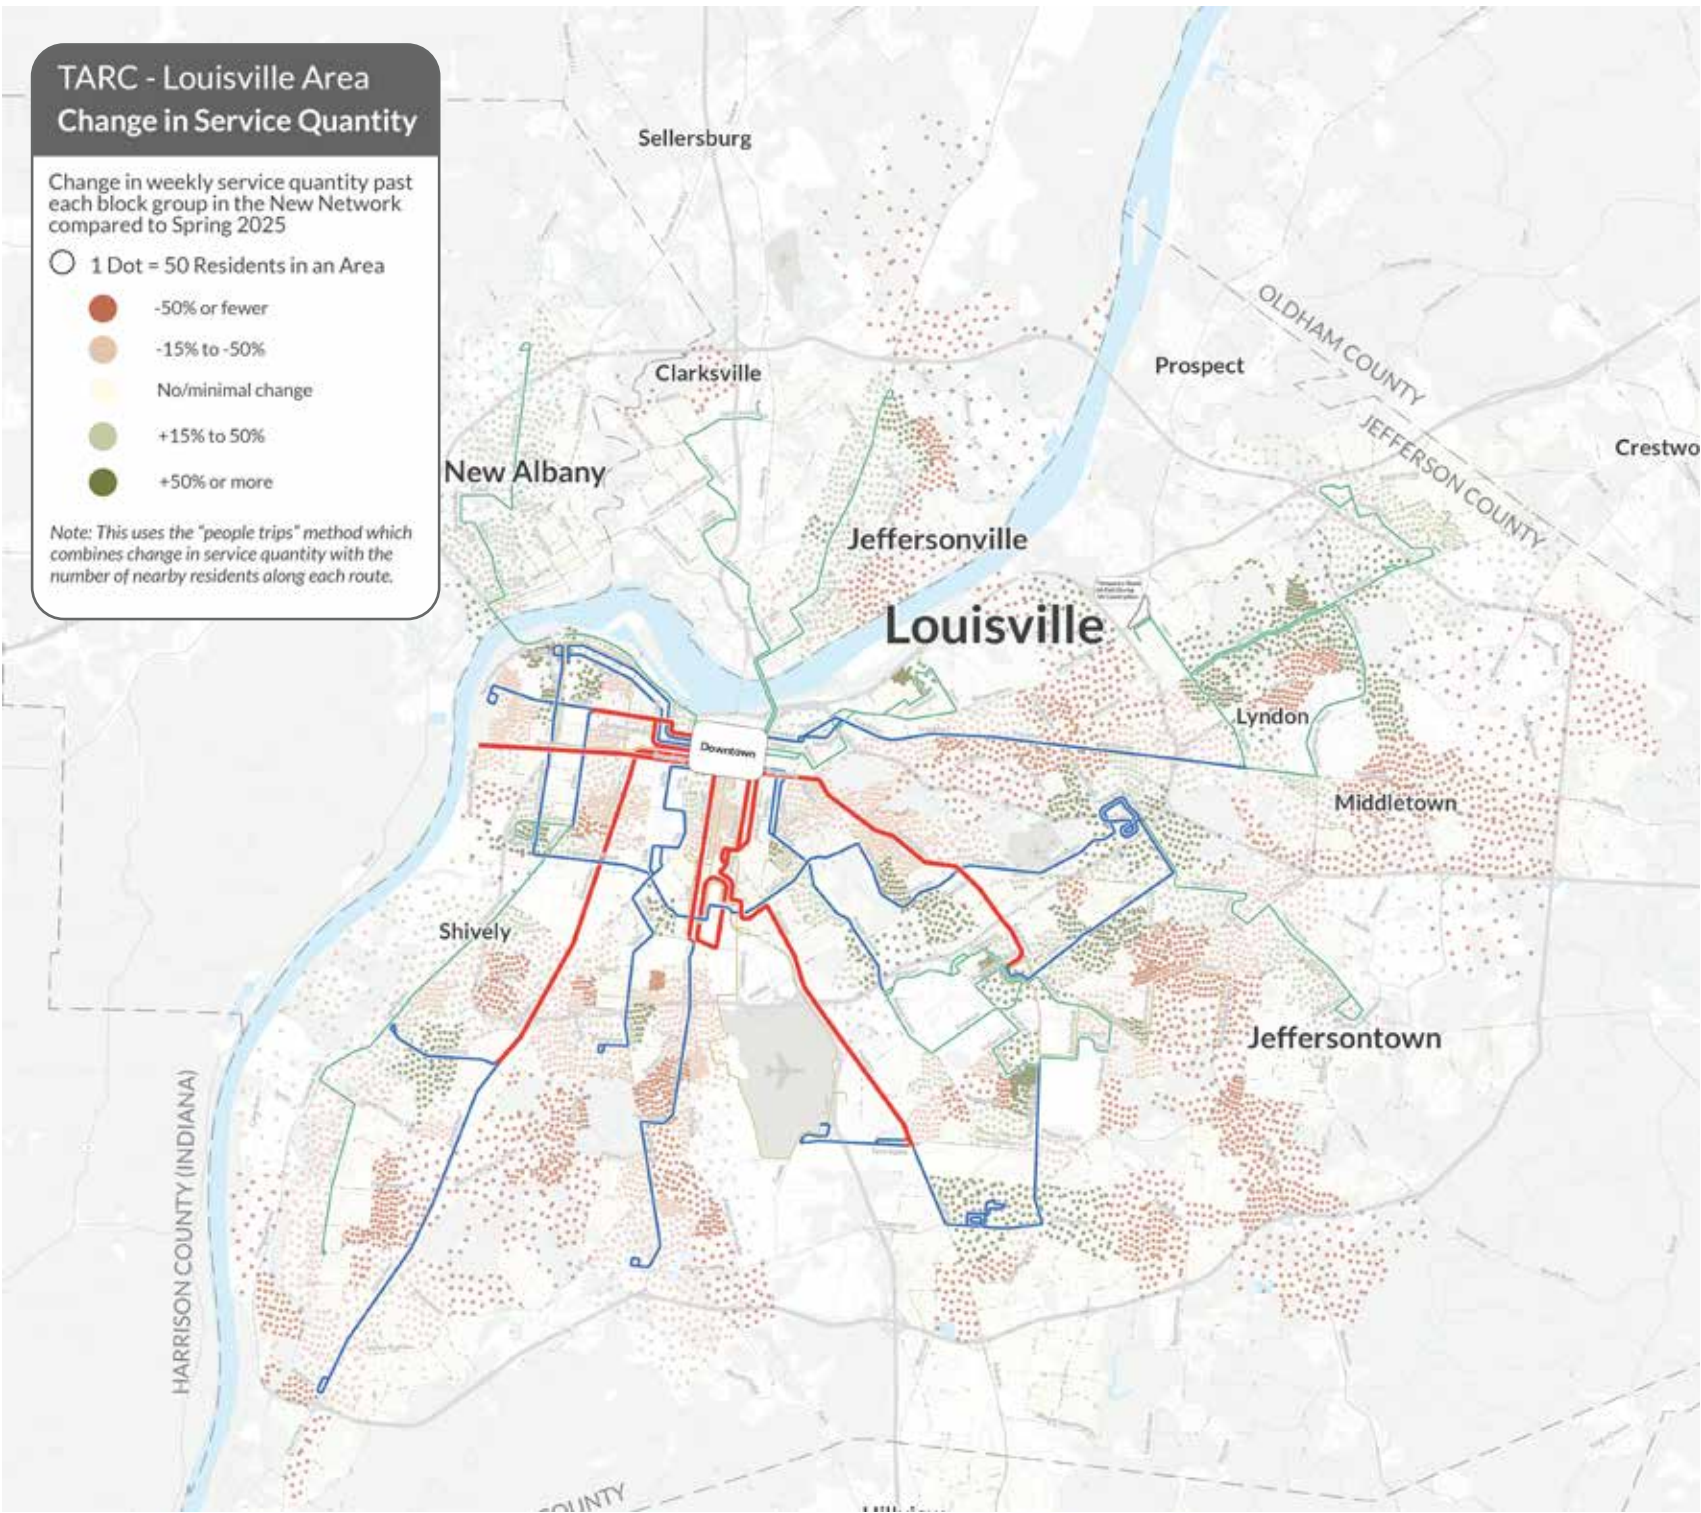 TARC - Louisville Area
Change in Service Quantity
Change in weekly service quantity past
each block group in the New Network
compared to Spring 2025
1 Dot = 50 Residents in an Area
-50% or fewer
-15% to -50%
No/minimal change
+15% to 50%
+50% or more
Note: This uses the "people trips" method which
combines change in service quantity with the
number of nearby residents along each route.
Sellersburg
OLDHAM COUNTY
Clarksville
Prospect
JEFFERSON COUNTY
Crestwo
New Albany
Jeffersonville
Louisville
Lyndon
Downtown
Middletown
Shively
Jeffersontown
HARRISON COUNTY (INDIANA)
OUNTY